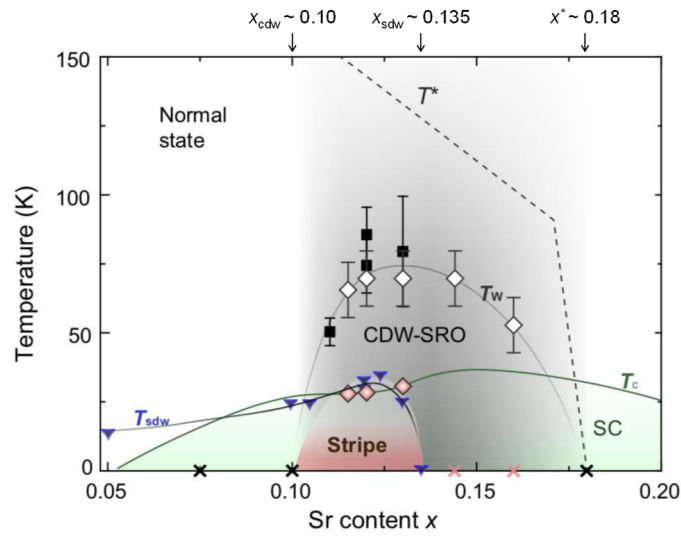 x_cdw ~ 0.10
x_sdw ~ 0.135
x* ~ 0.18
150
100
50
0
Temperature (K)
Normal
state
T*
T_W
CDW-SRO
T_c
T_sdw
SC
Stripe
0.05
0.10
0.15
0.20
Sr content x